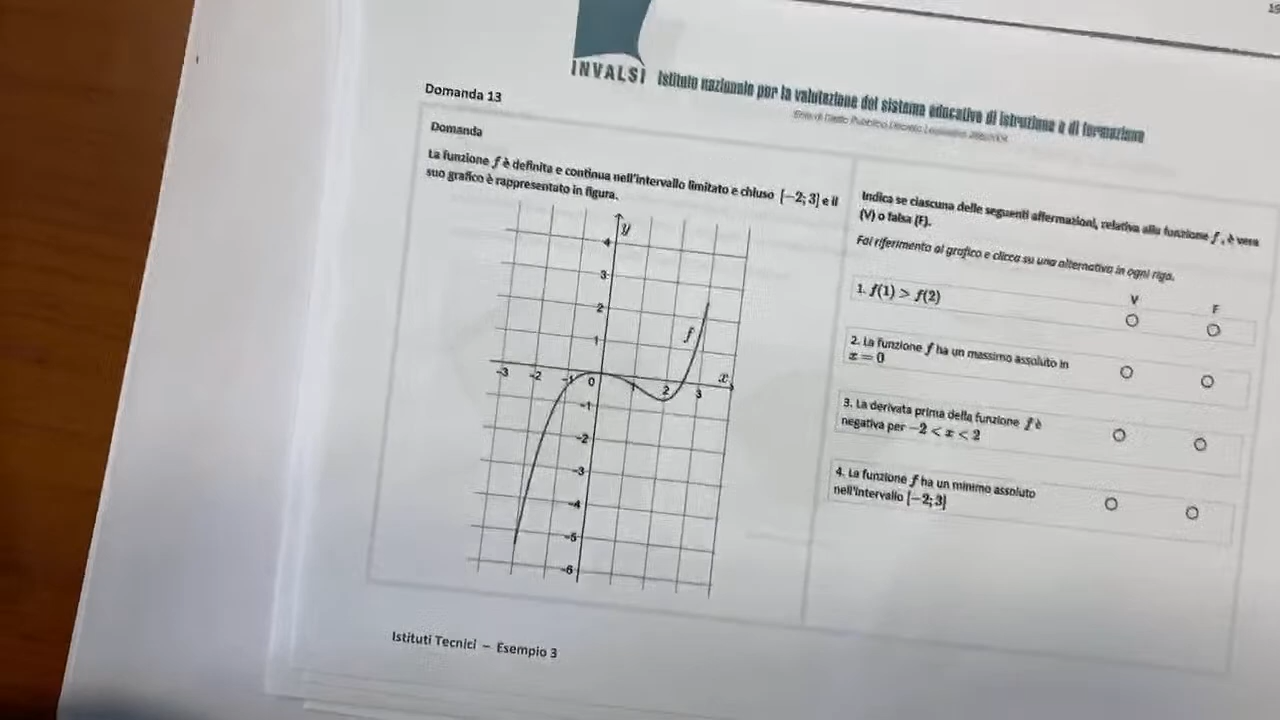 INVALSI Istituto nazionale per la valutazione del sistema educativo di istruzione e di formazione
Domanda 13
Domanda
La funzione f è definita e continua nell'intervallo limitato e chiuso [−2; 3] e il
suo grafico è rappresentato in figura.
y
4
3
2
1
f
x
-3 -2 -1 0 2 3
-1
-2
-3
-4
-5
-6
Indica se ciascuna delle seguenti affermazioni, relativa alla funzione f, è vera
(V) o falsa (F).
Fai riferimento al grafico e clicca su una alternativa in ogni riga.
V F
1. f(1) > f(2)
2. La funzione f ha un massimo assoluto in
x = 0
3. La derivata prima della funzione f è
negativa per −2 < x < 2
4. La funzione f ha un minimo assoluto
nell'intervallo [−2; 3]
Istituti Tecnici – Esempio 3